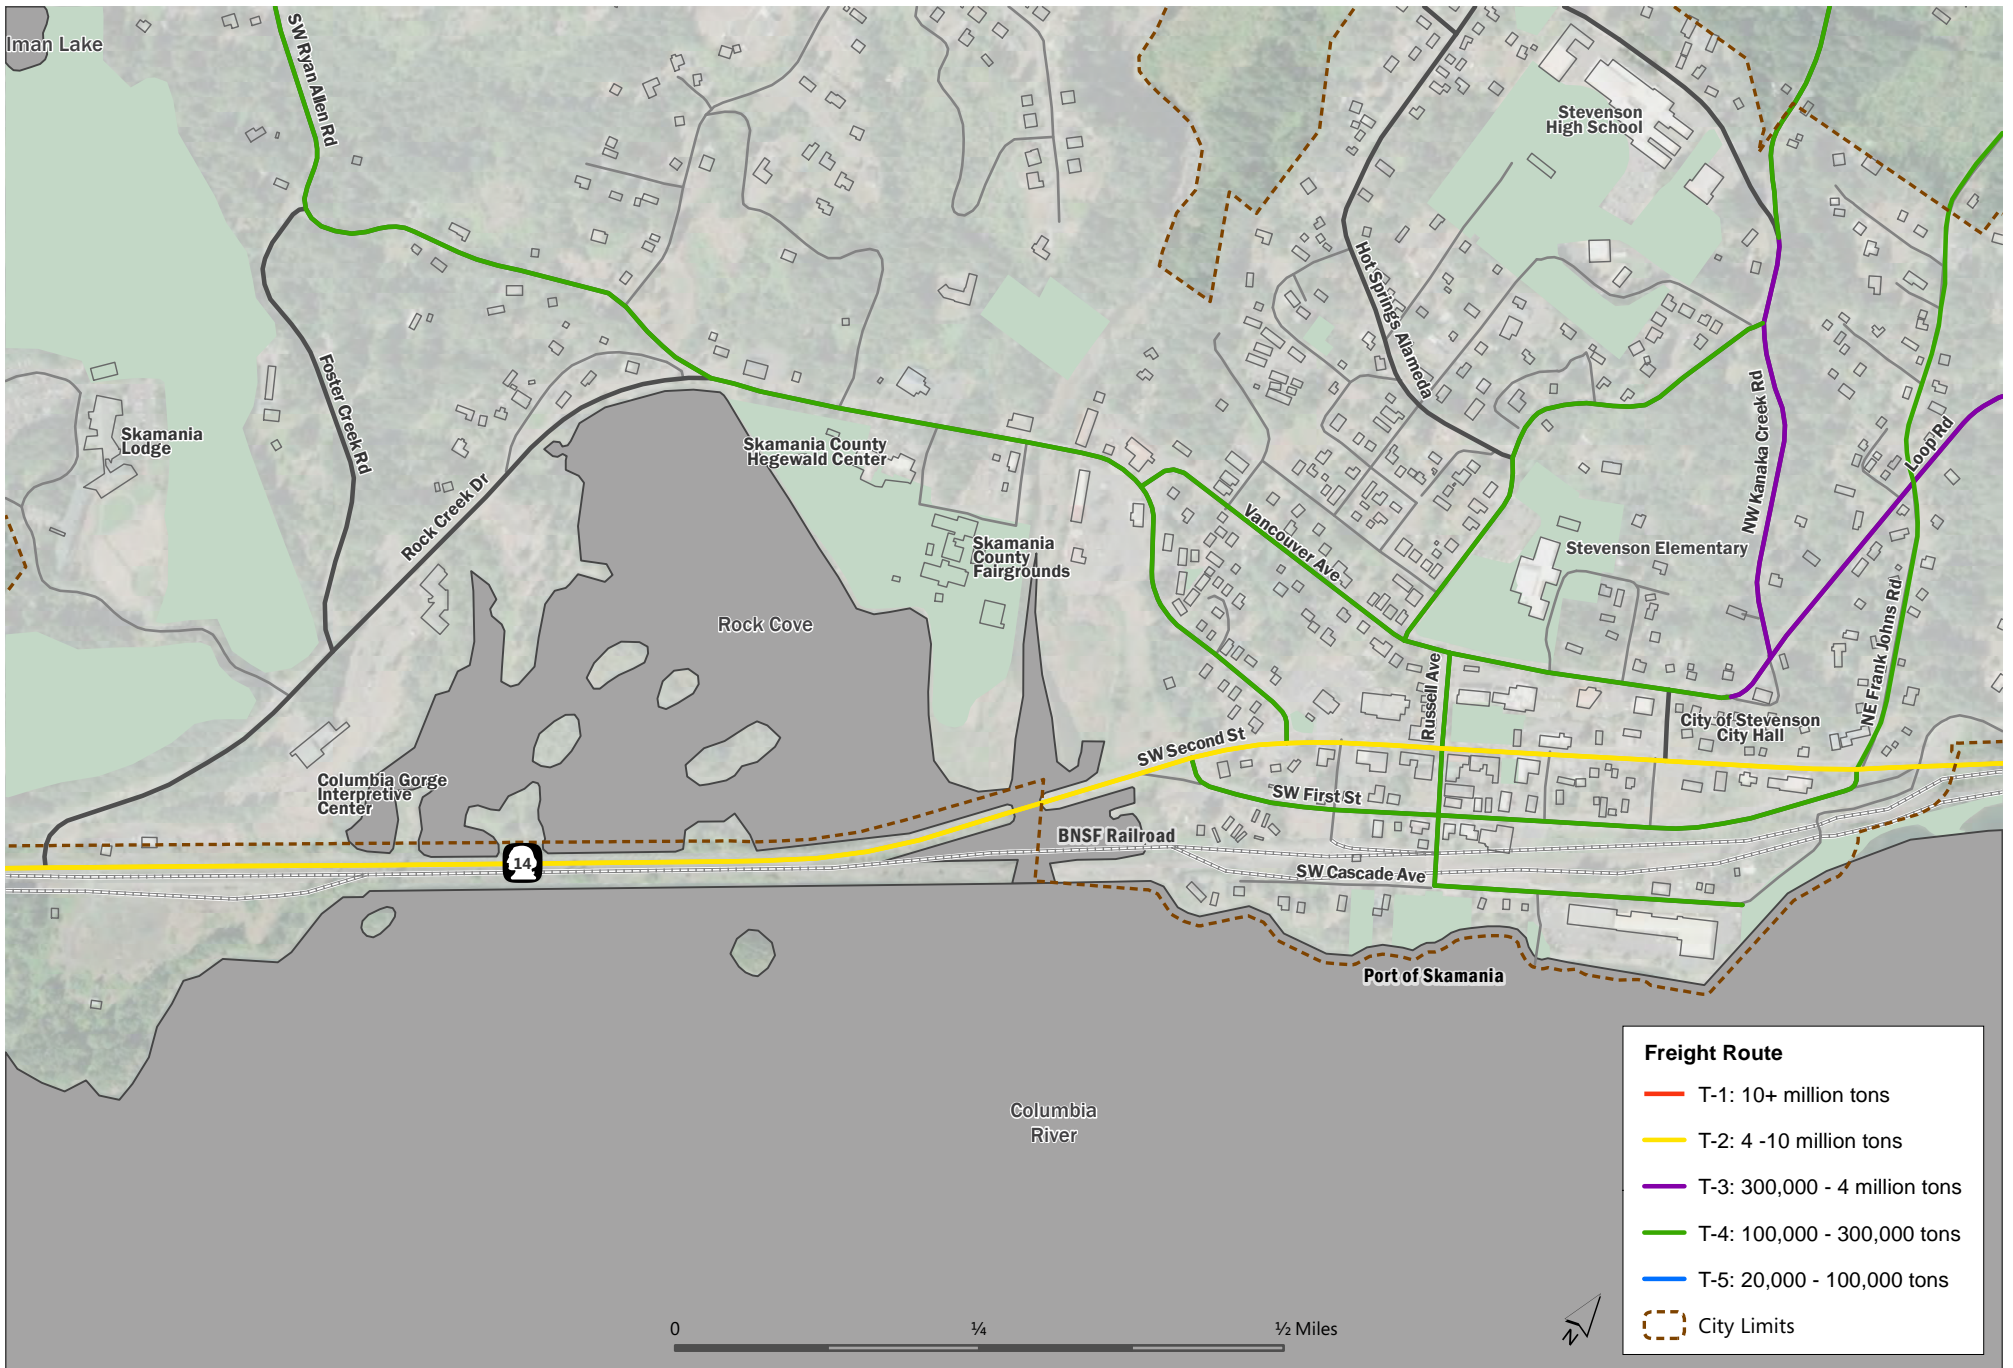 lman Lake
SW Ryan Allen Rd
Stevenson
High School
Hot Springs Alameda
Foster Creek Rd
NW Kanaka Creek Rd
Loop Rd
Skamania
Lodge
Skamania County
Hegewald Center
Rock Creek Dr
Vancouver Ave
Stevenson Elementary
Skamania
County
Fairgrounds
Rock Cove
NE Frank Johns Rd
Russell Ave
City of Stevenson
City Hall
SW Second St
Columbia Gorge
Interpretive
Center
SW First St
BNSF Railroad
14
SW Cascade Ave
Port of Skamania
Columbia
River
Freight Route
T-1: 10+ million tons
T-2: 4 -10 million tons
T-3: 300,000 - 4 million tons
T-4: 100,000 - 300,000 tons
T-5: 20,000 - 100,000 tons
City Limits
0 ¼ ½ Miles
N